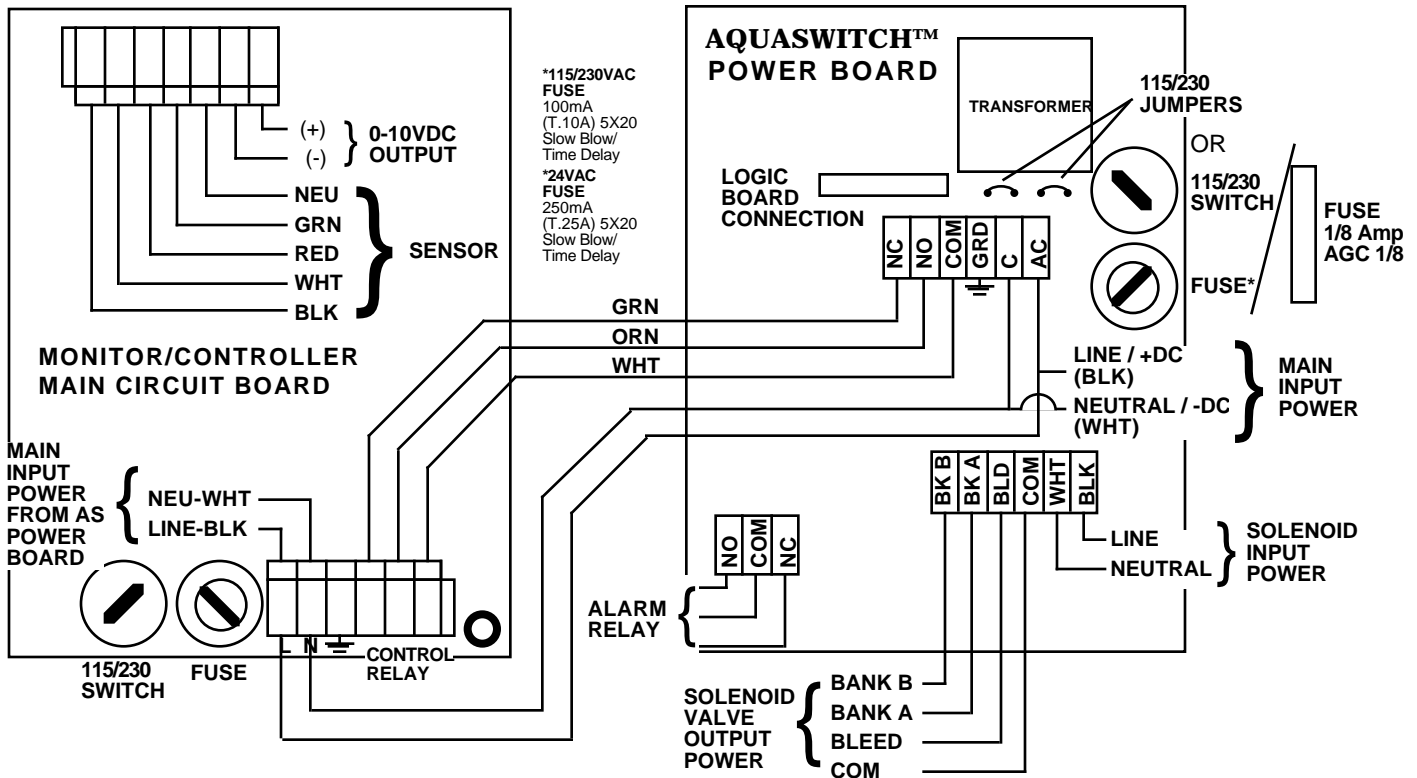 (+)
(-)
0-10VDC
OUTPUT
NEU
GRN
RED
WHT
BLK
SENSOR
MONITOR/CONTROLLER
MAIN CIRCUIT BOARD
*115/230VAC
FUSE
100mA
(T.10A) 5X20
Slow Blow/
Time Delay
*24VAC
FUSE
250mA
(T.25A) 5X20
Slow Blow/
Time Delay
AQUASWITCH™
POWER BOARD
TRANSFORMER
115/230
JUMPERS
OR
115/230
SWITCH
FUSE
1/8 Amp
AGC 1/8
FUSE*
LOGIC
BOARD
CONNECTION
NC
NO
COM
GRD
C
AC
GRN
ORN
WHT
LINE / +DC
(BLK)
NEUTRAL / -DC
(WHT)
MAIN
INPUT
POWER
MAIN
INPUT
POWER
FROM AS
POWER
BOARD
NEU-WHT
LINE-BLK
115/230
SWITCH
FUSE
L N
CONTROL
RELAY
BK B
BK A
BLD
COM
WHT
BLK
LINE
NEUTRAL
SOLENOID
INPUT
POWER
NO
COM
NC
ALARM
RELAY
SOLENOID
VALVE
OUTPUT
POWER
BANK B
BANK A
BLEED
COM